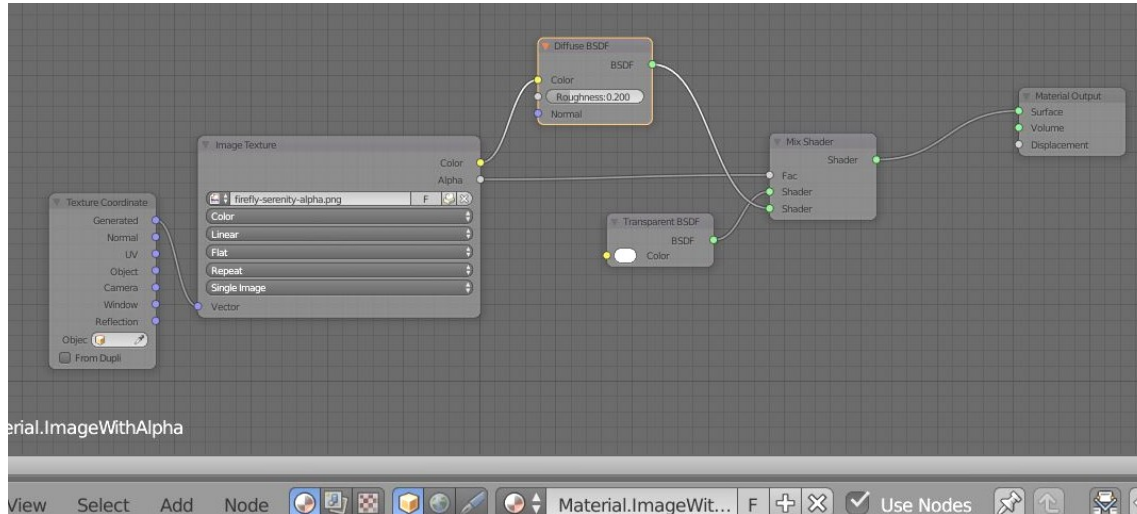 Diffuse BSDF
BSDF
Color
Roughness:0.200
Normal
Material Output
Surface
Volume
Displacement
Image Texture
Color
Alpha
firefly-serenity-alpha.png F
Color
Linear
Flat
Repeat
Single Image
Vector
Mix Shader
Shader
Fac
Shader
Shader
Texture Coordinate
Generated
Normal
UV
Object
Camera
Window
Reflection
Objec
From Dupli
Transparent BSDF
BSDF
Color
erial.ImageWithAlpha
View Select Add Node Material.ImageWit... F Use Nodes